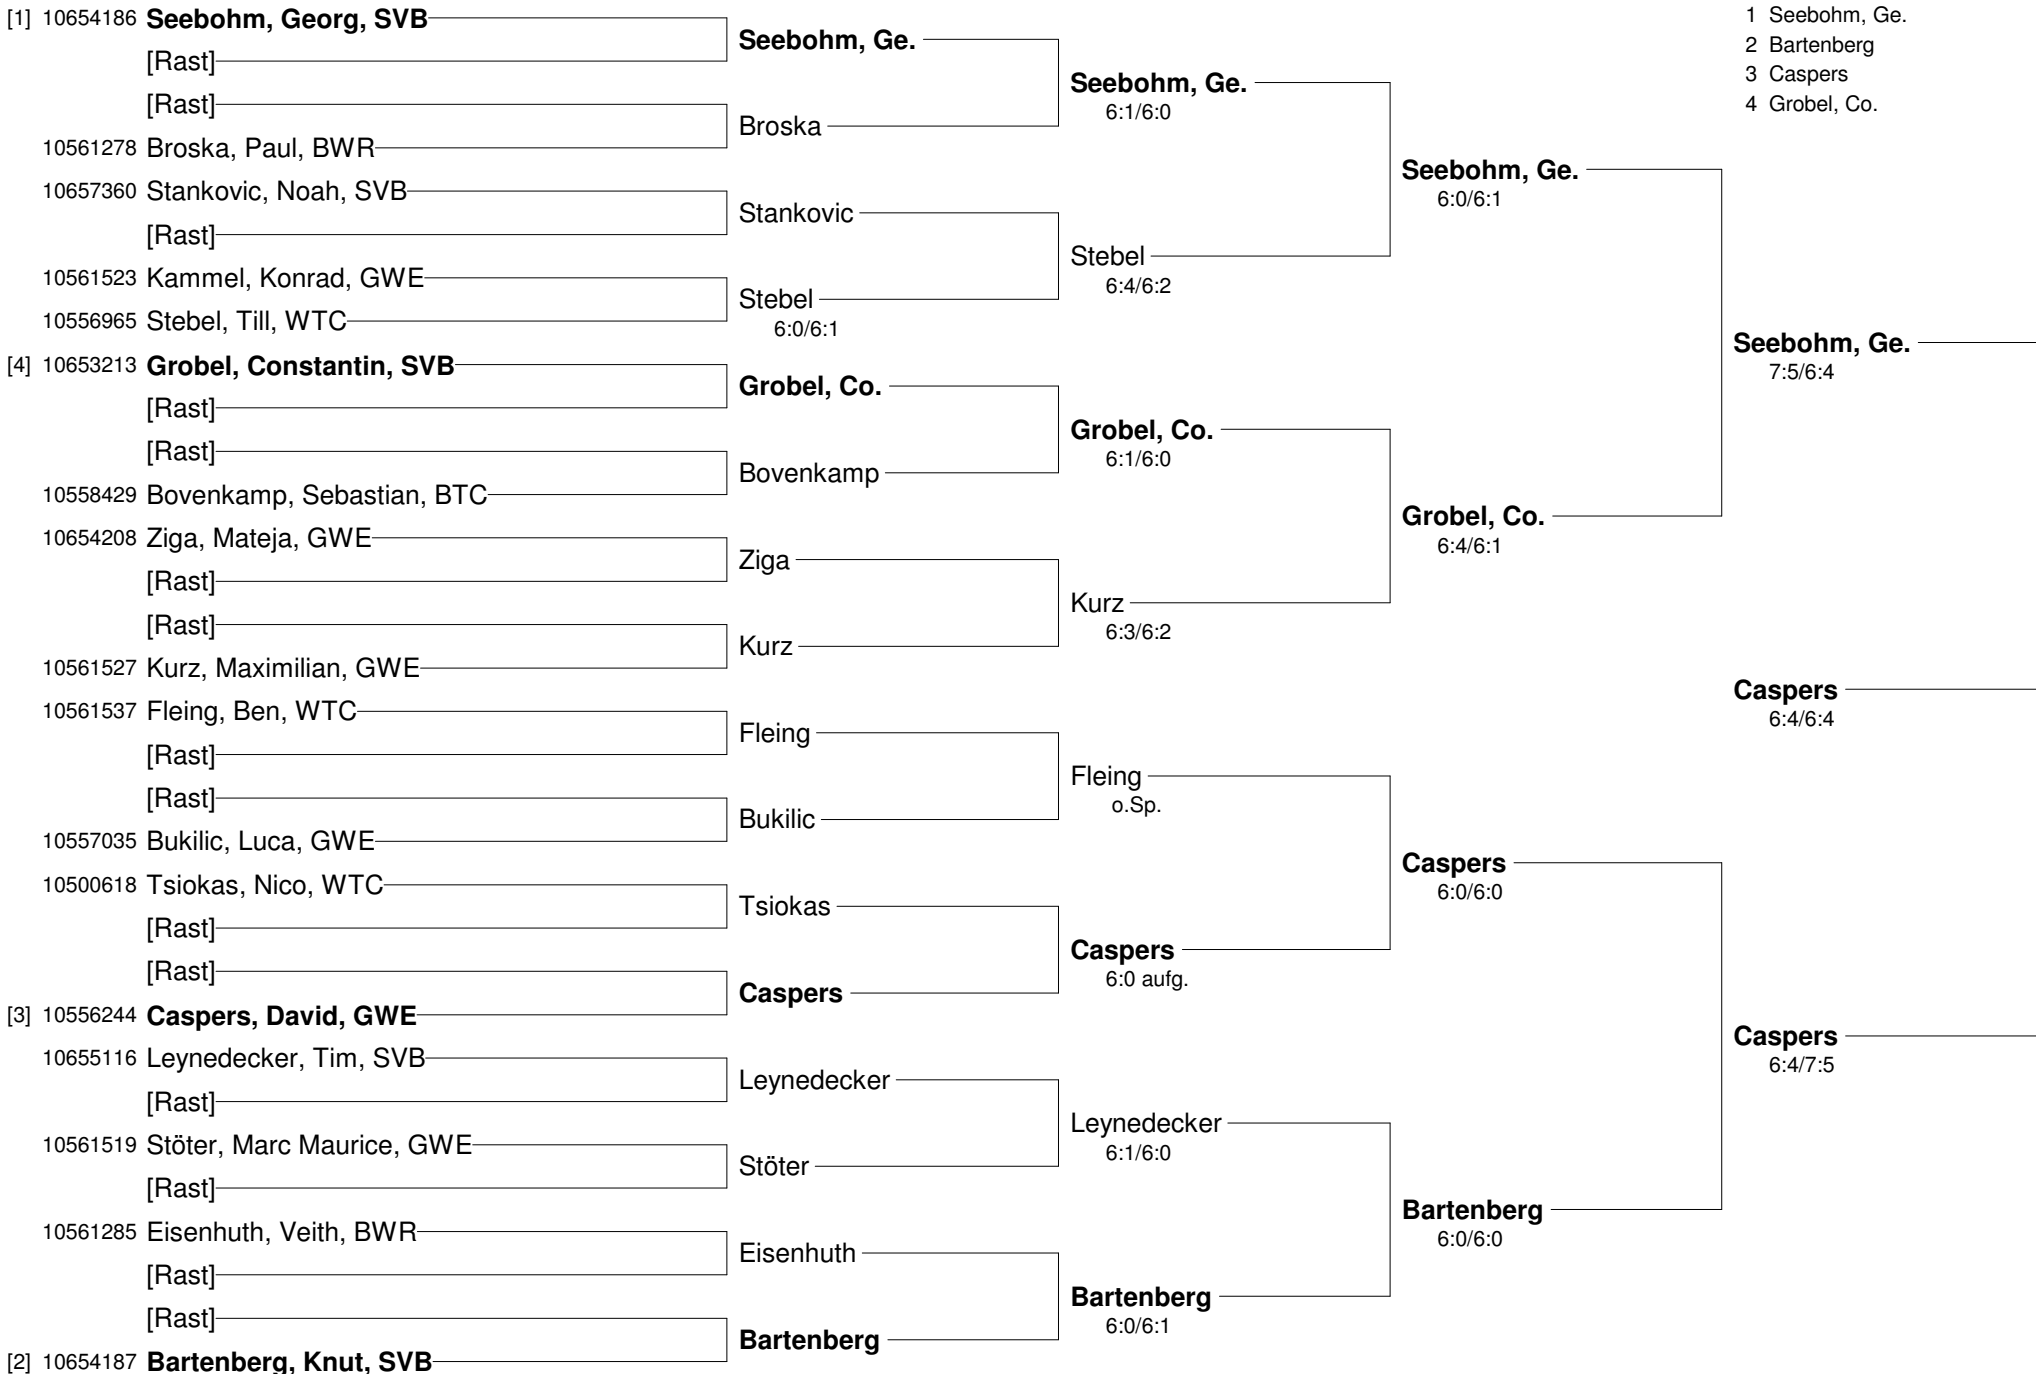 [1] 10654186 Seebohm, Georg, SVB
[Rast]
[Rast]
10561278 Broska, Paul, BWR
10657360 Stankovic, Noah, SVB
[Rast]
10561523 Kammel, Konrad, GWE
10556965 Stebel, Till, WTC
[4] 10653213 Grobel, Constantin, SVB
[Rast]
[Rast]
10558429 Bovenkamp, Sebastian, BTC
10654208 Ziga, Mateja, GWE
[Rast]
[Rast]
10561527 Kurz, Maximilian, GWE
10561537 Fleing, Ben, WTC
[Rast]
[Rast]
10557035 Bukilic, Luca, GWE
10500618 Tsiokas, Nico, WTC
[Rast]
[Rast]
[3] 10556244 Caspers, David, GWE
10655116 Leynedecker, Tim, SVB
[Rast]
10561519 Stöter, Marc Maurice, GWE
[Rast]
10561285 Eisenhuth, Veith, BWR
[Rast]
[Rast]
[2] 10654187 Bartenberg, Knut, SVB
Seebohm, Ge.
Broska
Stankovic
Stebel
6:0/6:1
Grobel, Co.
Bovenkamp
Ziga
Kurz
Fleing
Bukilic
Tsiokas
Caspers
Leynedecker
Stöter
Eisenhuth
Bartenberg
Seebohm, Ge.
6:1/6:0
Stebel
6:4/6:2
Grobel, Co.
6:1/6:0
Kurz
6:3/6:2
Fleing
o.Sp.
Caspers
6:0 aufg.
Leynedecker
6:1/6:0
Bartenberg
6:0/6:1
Seebohm, Ge.
6:0/6:1
Grobel, Co.
6:4/6:1
Caspers
6:0/6:0
Bartenberg
6:0/6:0
1 Seebohm, Ge.
2 Bartenberg
3 Caspers
4 Grobel, Co.
Seebohm, Ge.
7:5/6:4
Caspers
6:4/6:4
Caspers
6:4/7:5